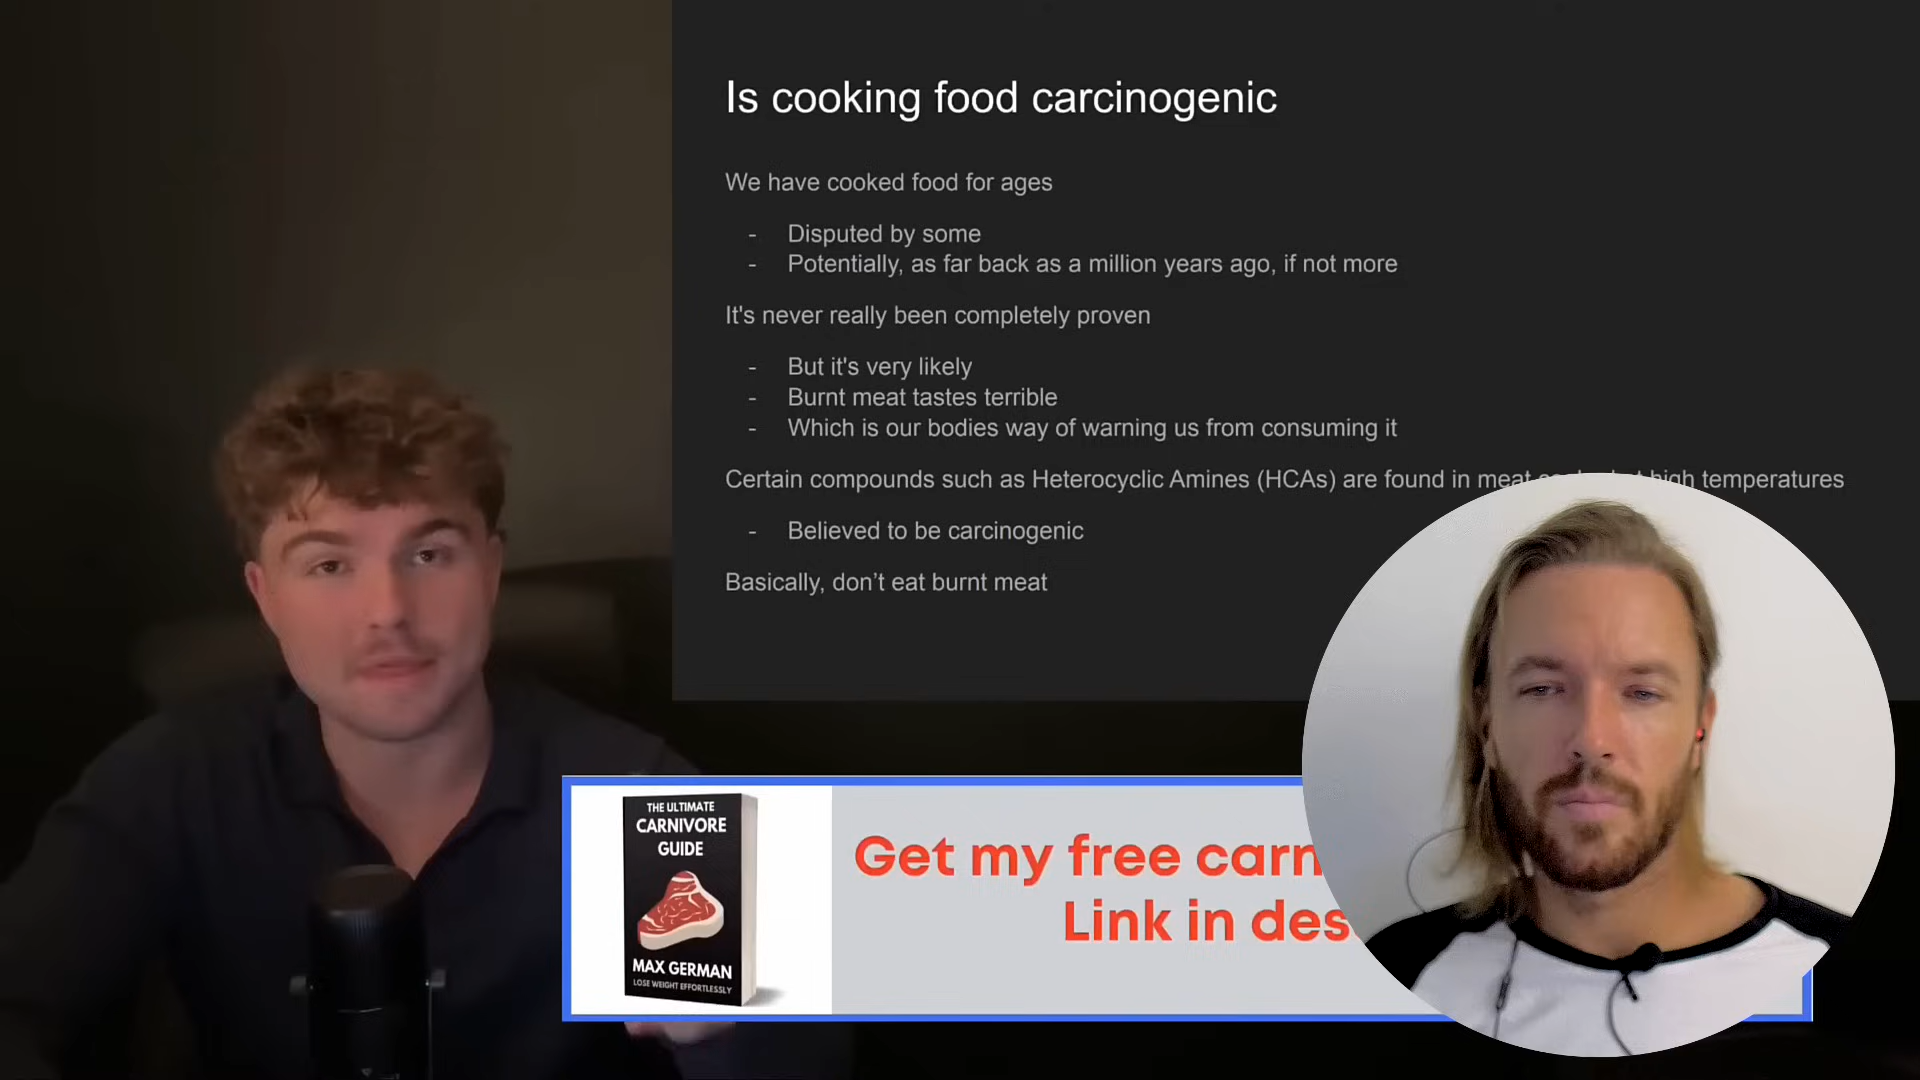 Is cooking food carcinogenic
We have cooked food for ages
- Disputed by some
- Potentially, as far back as a million years ago, if not more
It's never really been completely proven
- But it's very likely
- Burnt meat tastes terrible
- Which is our bodies way of warning us from consuming it
Certain compounds such as Heterocyclic Amines (HCAs) are found in meat high temperatures
- Believed to be carcinogenic
Basically, don't eat burnt meat
THE ULTIMATE
CARNIVORE
GUIDE
MAX GERMAN
LOSE WEIGHT EFFORTLESSLY
Get my free carn
Link in des